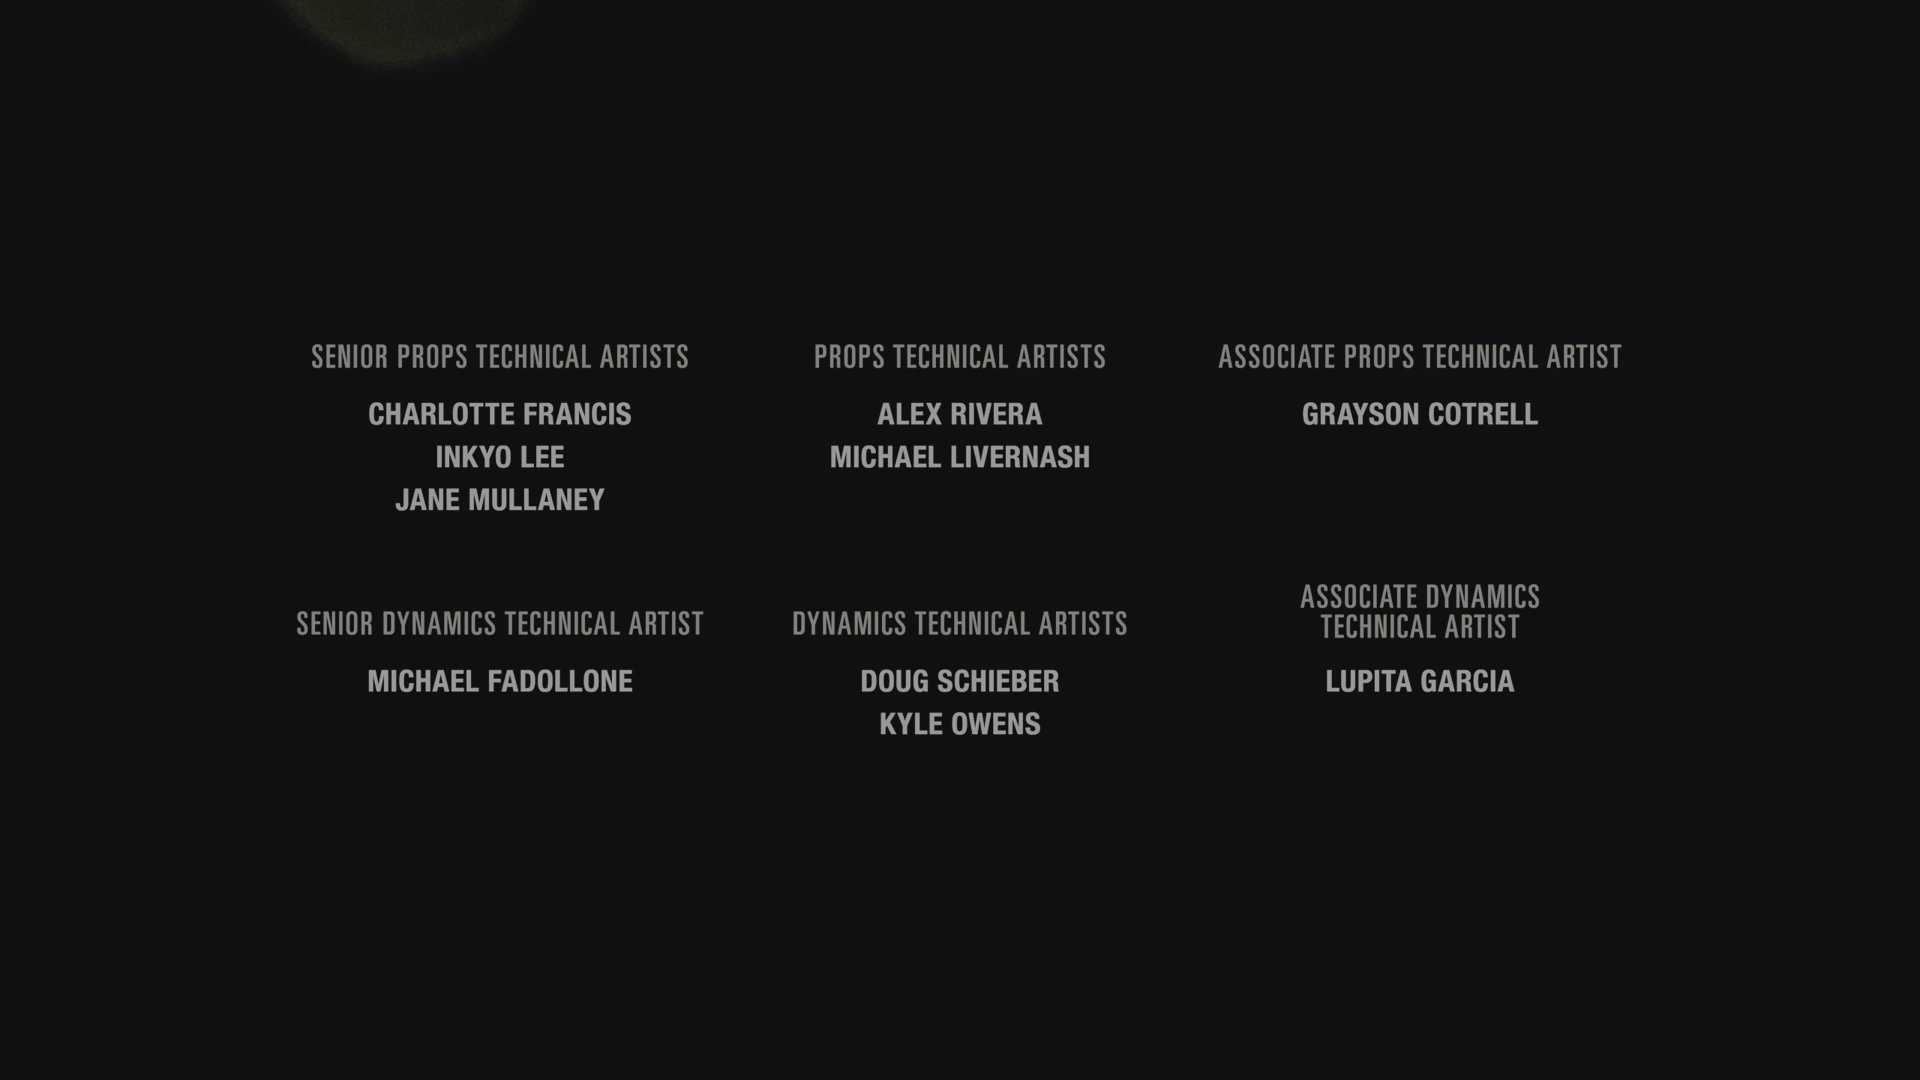 SENIOR PROPS TECHNICAL ARTISTS
CHARLOTTE FRANCIS
INKYO LEE
JANE MULLANEY
PROPS TECHNICAL ARTISTS
ALEX RIVERA
MICHAEL LIVERNASH
ASSOCIATE PROPS TECHNICAL ARTIST
GRAYSON COTRELL
SENIOR DYNAMICS TECHNICAL ARTIST
MICHAEL FADOLLONE
DYNAMICS TECHNICAL ARTISTS
DOUG SCHIEBER
KYLE OWENS
ASSOCIATE DYNAMICS
TECHNICAL ARTIST
LUPITA GARCIA